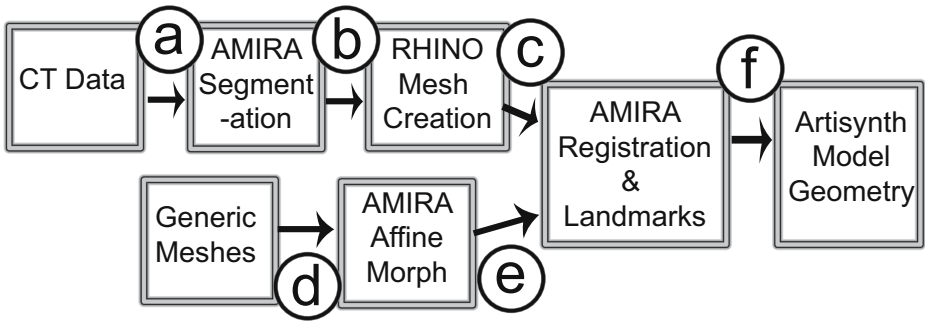 a
b
c
f
CT Data
AMIRA
Segment
-ation
RHINO
Mesh
Creation
AMIRA
Registration
&
Landmarks
Artisynth
Model
Geometry
Generic
Meshes
d
AMIRA
Affine
Morph
e